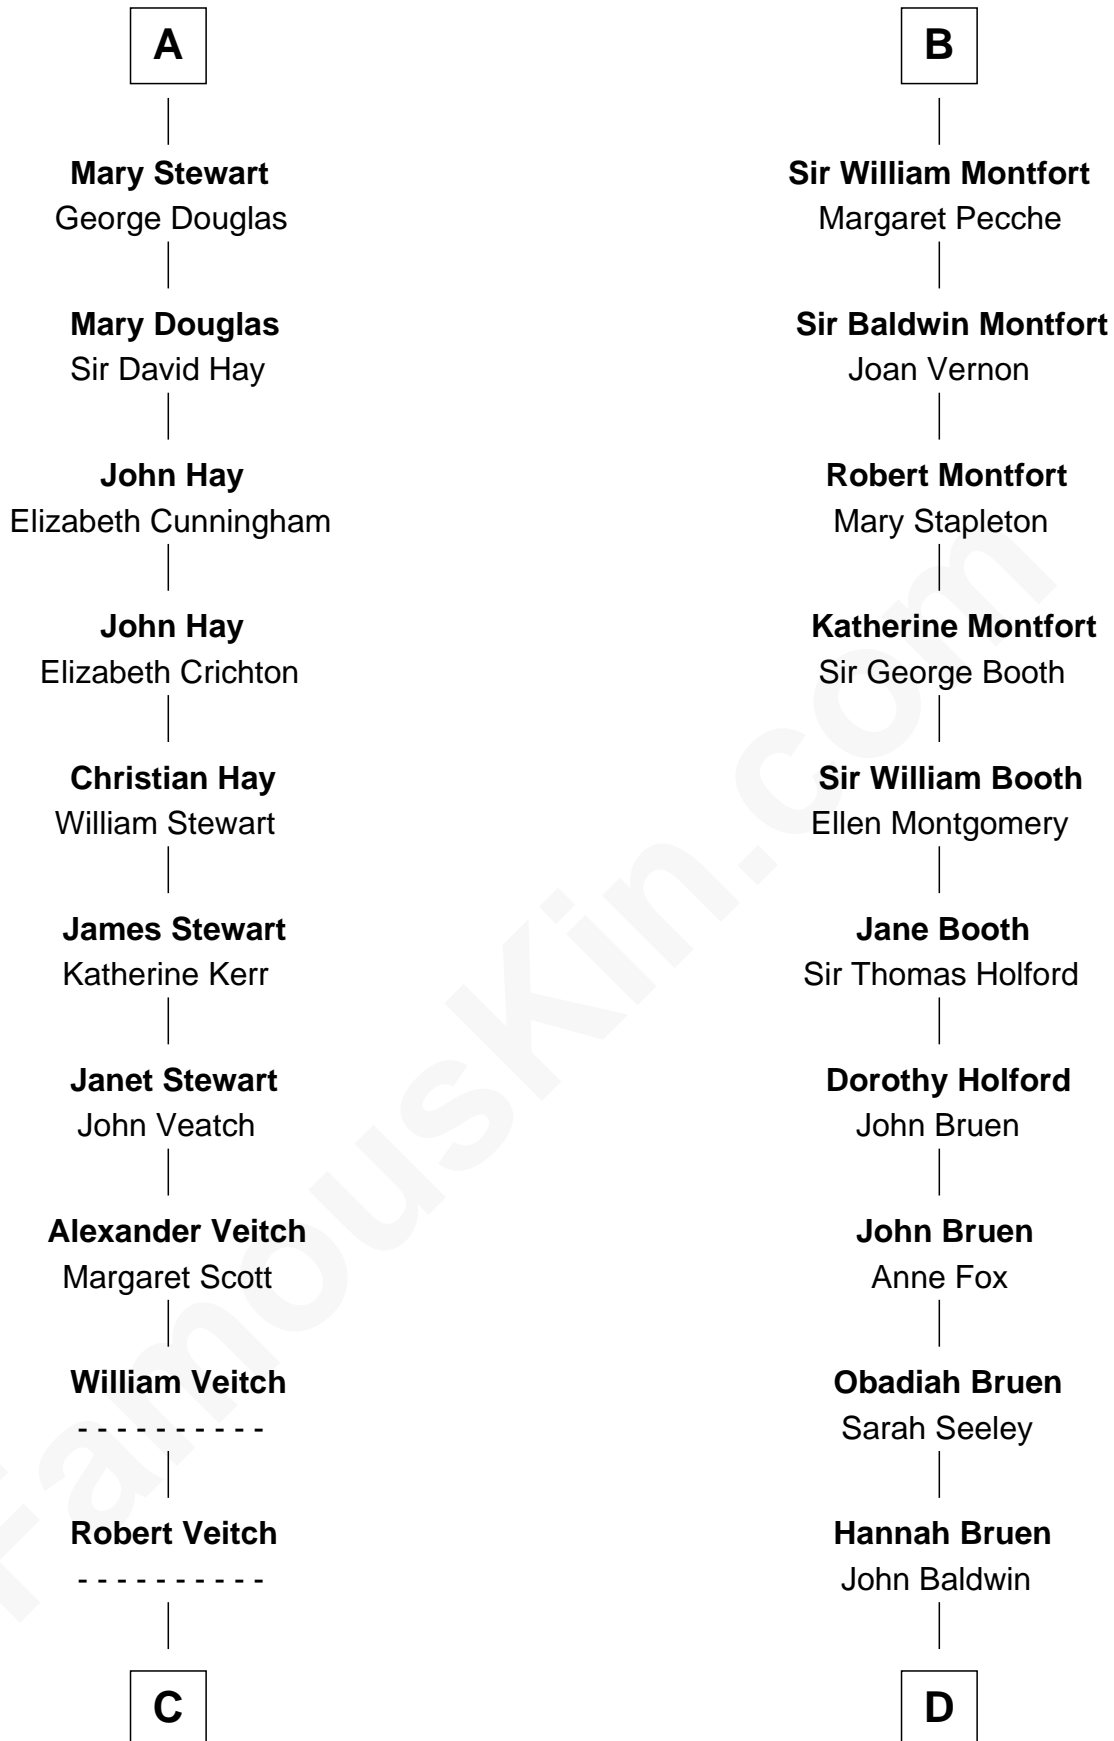 A
Mary Stewart
George Douglas
Mary Douglas
Sir David Hay
John Hay
Elizabeth Cunningham
John Hay
Elizabeth Crichton
Christian Hay
William Stewart
James Stewart
Katherine Kerr
Janet Stewart
John Veatch
Alexander Veitch
Margaret Scott
William Veitch
- - - - - - - - - -
Robert Veitch
- - - - - - - - - -
C
B
Sir William Montfort
Margaret Pecche
Sir Baldwin Montfort
Joan Vernon
Robert Montfort
Mary Stapleton
Katherine Montfort
Sir George Booth
Sir William Booth
Ellen Montgomery
Jane Booth
Sir Thomas Holford
Dorothy Holford
John Bruen
John Bruen
Anne Fox
Obadiah Bruen
Sarah Seeley
Hannah Bruen
John Baldwin
D
FamousKin.com